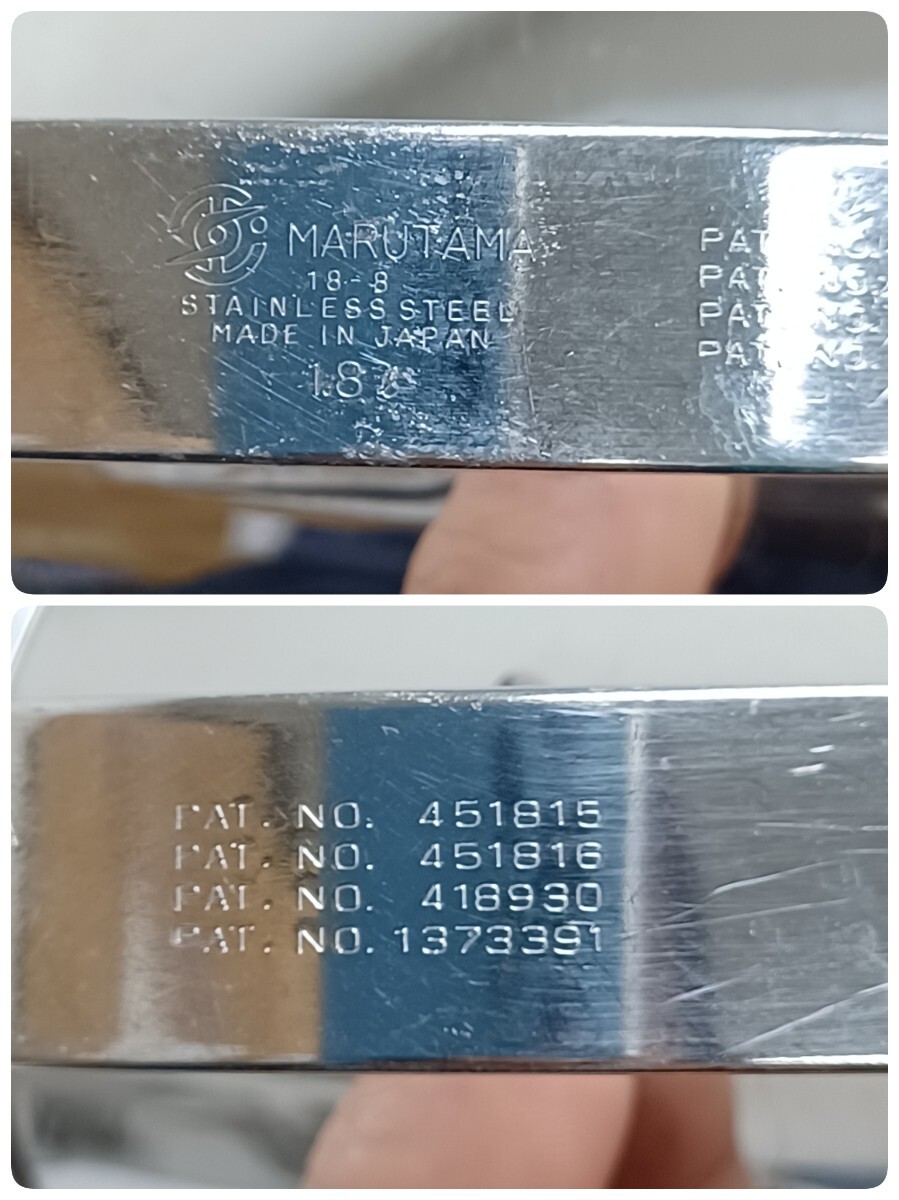 MARUTAMA
18-8
STAINLESS STEEL
MADE IN JAPAN
PAT
PAT
PAT
PAT
PAT. NO. 451815
PAT. NO. 451816
PAT. NO. 418930
PAT. NO. 1373391